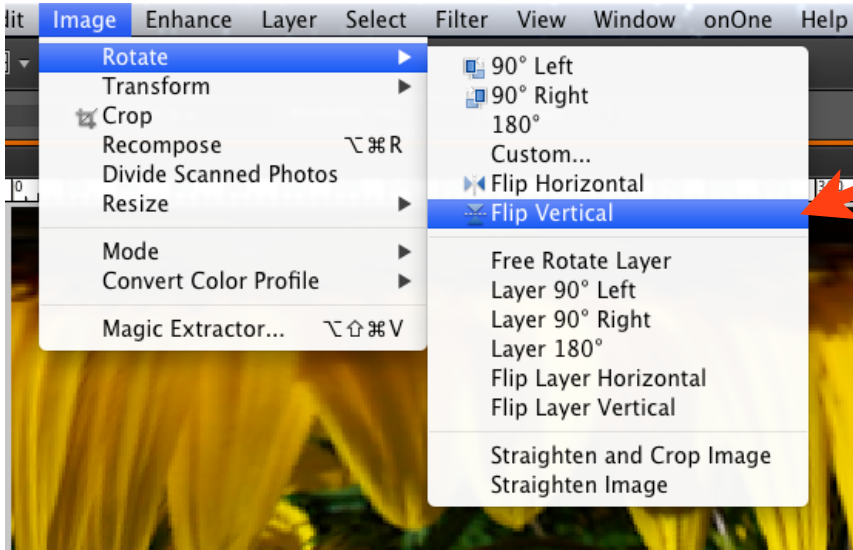 dit Image Enhance Layer Select Filter View Window onOne Help
Rotate
Transform
Crop
Recompose ⌥⌘R
Divide Scanned Photos
Resize
Mode
Convert Color Profile
Magic Extractor... ⌥⇧⌘V
90° Left
90° Right
180°
Custom...
Flip Horizontal
Flip Vertical
Free Rotate Layer
Layer 90° Left
Layer 90° Right
Layer 180°
Flip Layer Horizontal
Flip Layer Vertical
Straighten and Crop Image
Straighten Image
0